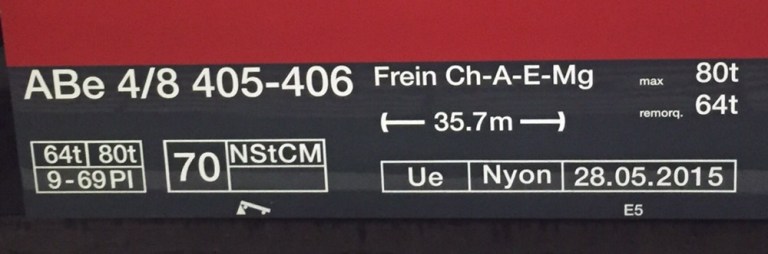 ABe 4/8 405-406 Frein Ch-A-E-Mg max 80t
remorq. 64t
35.7m
64t 80t
9-69Pl
70 NStCM
Ue Nyon 28.05.2015
E5